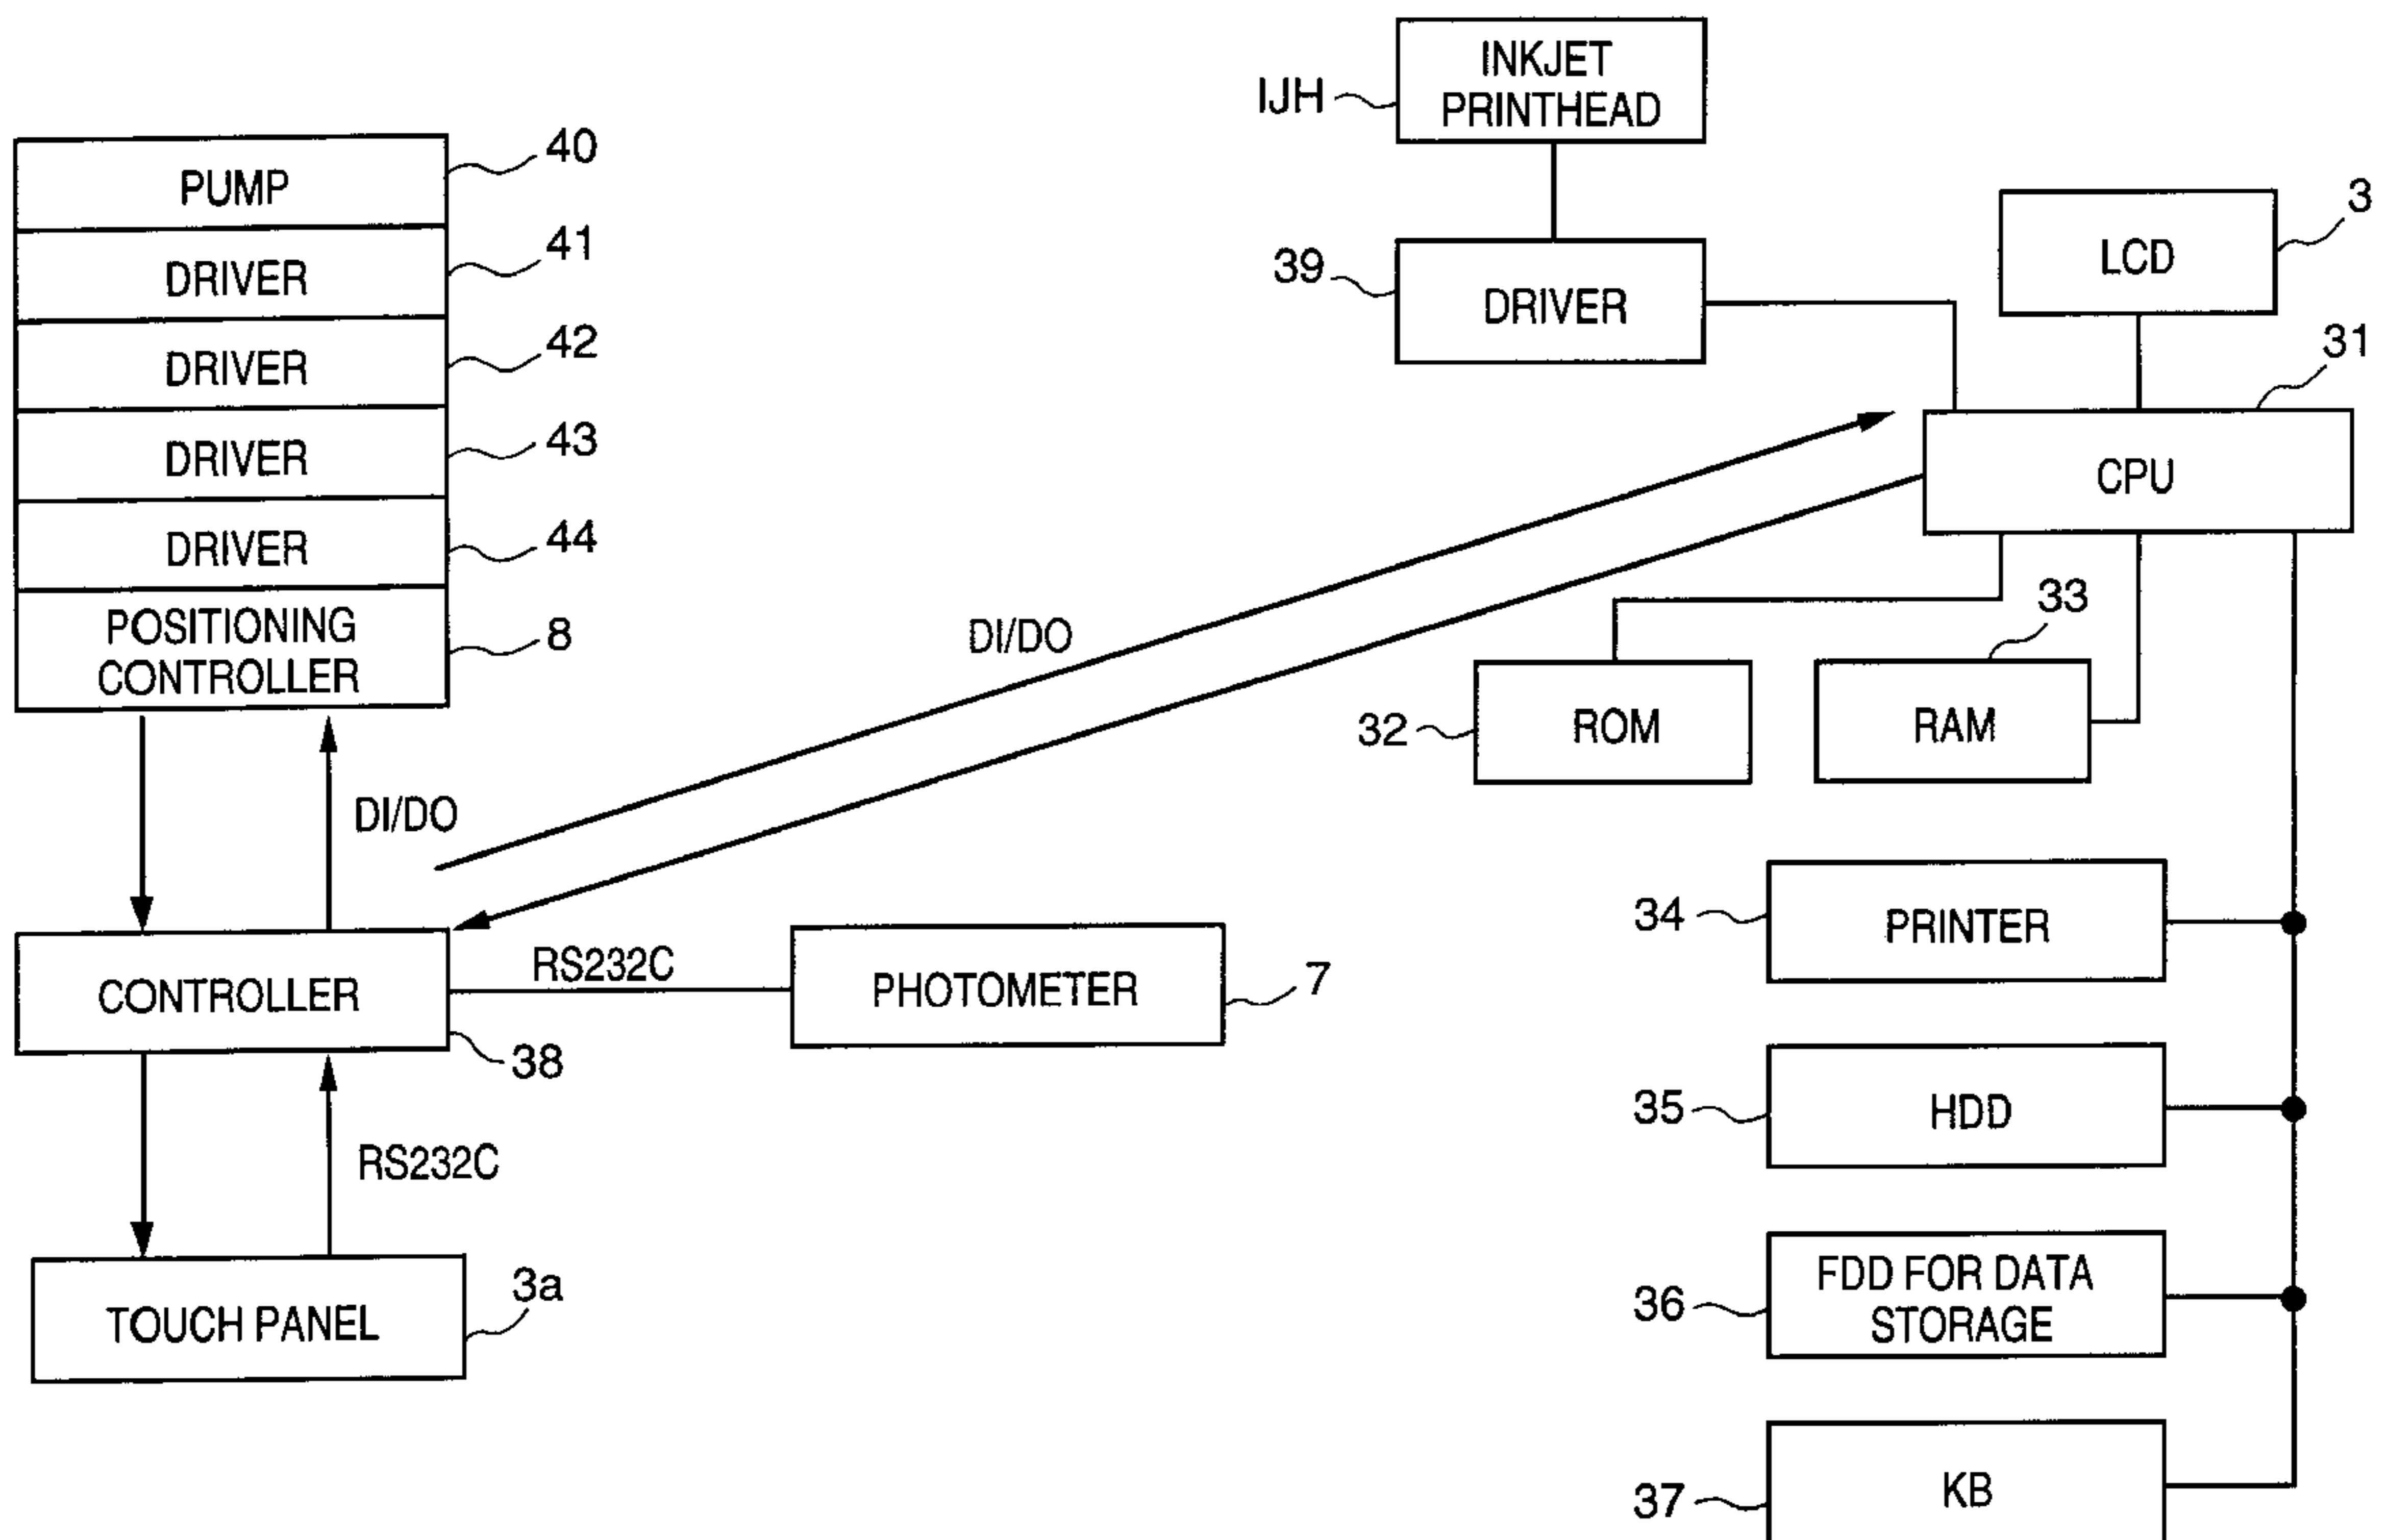 INKJET
PRINTHEAD
IJH
PUMP
40
DRIVER
41
DRIVER
42
DRIVER
43
DRIVER
44
POSITIONING
CONTROLLER
8
39
DRIVER
LCD
3
31
CPU
DI/DO
33
32
ROM
RAM
DI/DO
34
PRINTER
CONTROLLER
RS232C
PHOTOMETER
7
38
35
HDD
RS232C
36
FDD FOR DATA
STORAGE
TOUCH PANEL
3a
37
KB